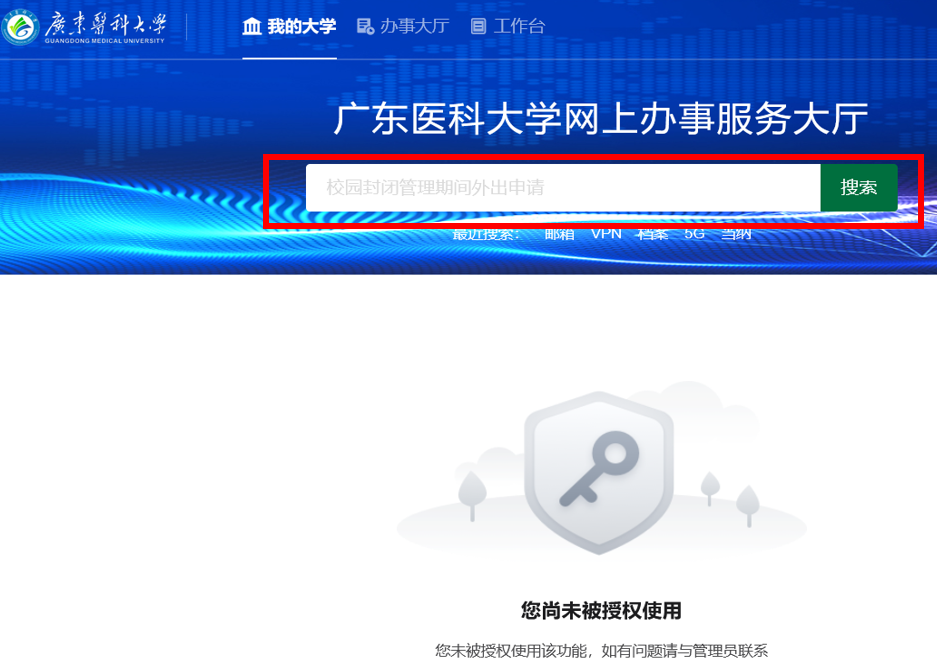 廣東醫科大學
GUANGDONG MEDICAL UNIVERSITY
我的大学 办事大厅 工作台
广东医科大学网上办事服务大厅
校园封闭管理期间外出申请 搜索
最近搜索： 邮箱 VPN 档案 5G 当纳
您尚未被授权使用
您未被授权使用该功能，如有问题请与管理员联系